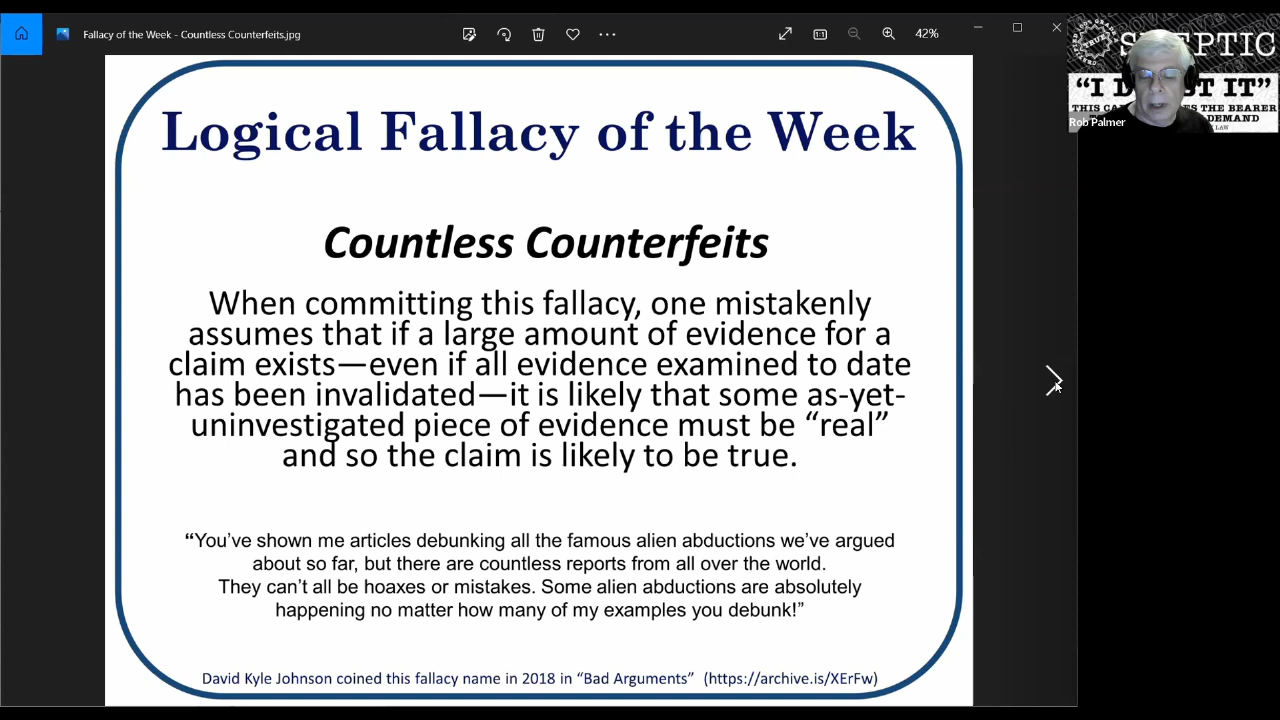 Fallacy of the Week - Countless Counterfeits.jpg
42%
Logical Fallacy of the Week
Countless Counterfeits
When committing this fallacy, one mistakenly
assumes that if a large amount of evidence for a
claim exists—even if all evidence examined to date
has been invalidated—it is likely that some as-yet-
uninvestigated piece of evidence must be “real”
and so the claim is likely to be true.
“You’ve shown me articles debunking all the famous alien abductions we’ve argued
about so far, but there are countless reports from all over the world.
They can’t all be hoaxes or mistakes. Some alien abductions are absolutely
happening no matter how many of my examples you debunk!”
David Kyle Johnson coined this fallacy name in 2018 in “Bad Arguments” (https://archive.is/XErFw)
TRUE
“I IT”
THIS THE BEARER
DEMAND
LAW
Rob Palmer